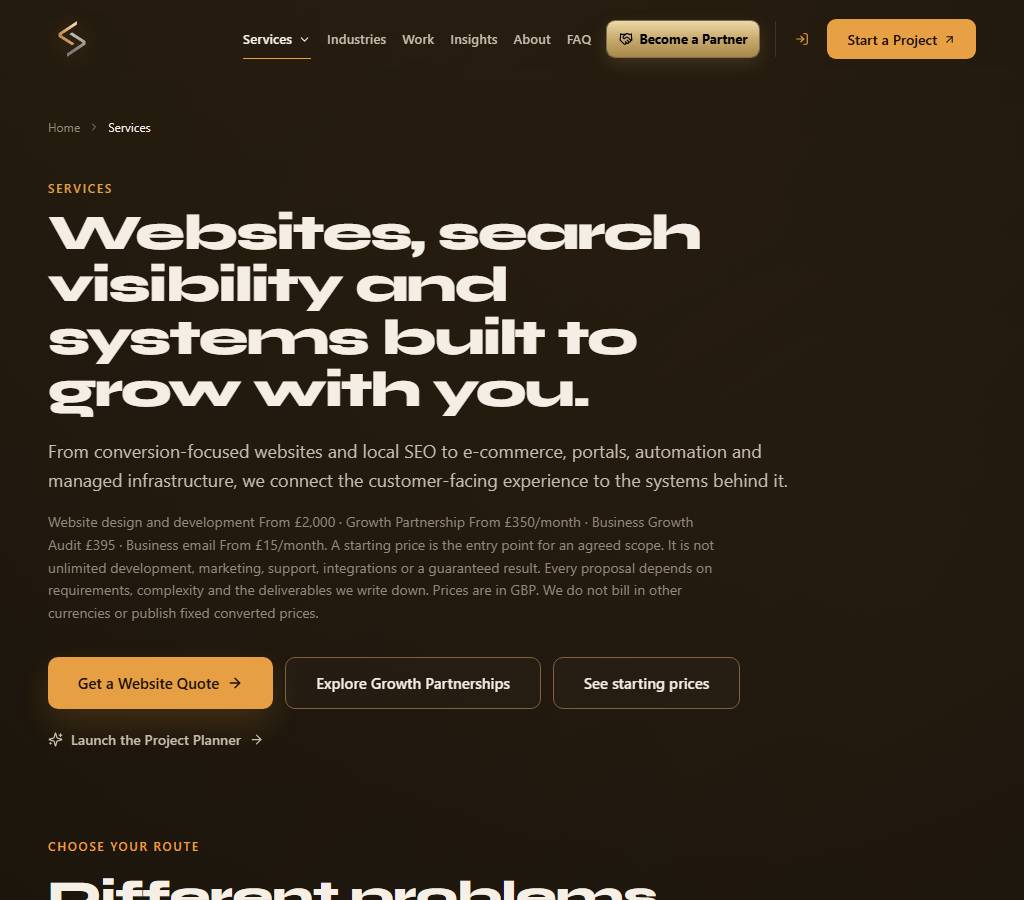 Services Industries Work Insights About FAQ Become a Partner Start a Project
Home Services
SERVICES
Websites, search
visibility and
systems built to
grow with you.
From conversion-focused websites and local SEO to e-commerce, portals, automation and
managed infrastructure, we connect the customer-facing experience to the systems behind it.
Website design and development From £2,000 · Growth Partnership From £350/month · Business Growth
Audit £395 · Business email From £15/month. A starting price is the entry point for an agreed scope. It is not
unlimited development, marketing, support, integrations or a guaranteed result. Every proposal depends on
requirements, complexity and the deliverables we write down. Prices are in GBP. We do not bill in other
currencies or publish fixed converted prices.
Get a Website Quote Explore Growth Partnerships See starting prices
Launch the Project Planner
CHOOSE YOUR ROUTE
Different problems